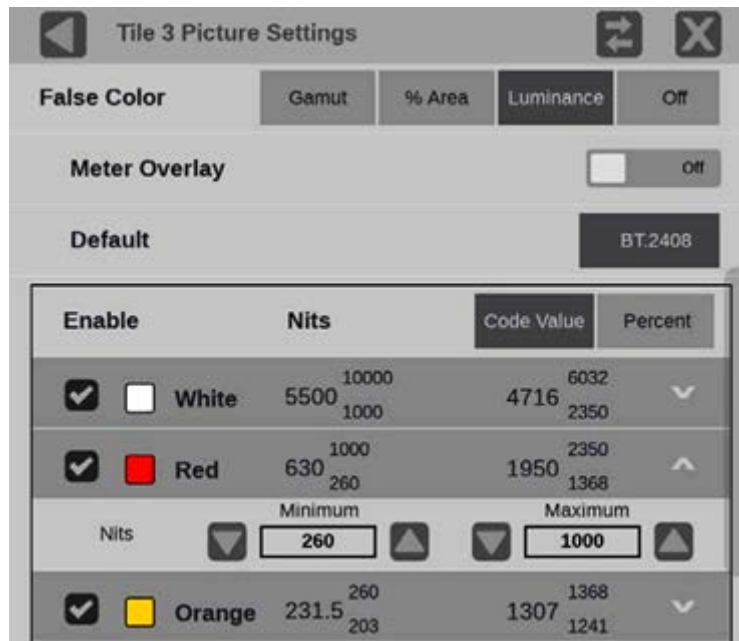 Tile 3 Picture Settings
False Color Gamut % Area Luminance Off
Meter Overlay Off
Default BT.2408
Enable Nits Code Value Percent
White 5500 10000 1000 4716 6032 2350
Red 630 1000 260 1950 2350 1368
Minimum Maximum
Nits 260 1000
Orange 231.5 260 203 1307 1368 1241